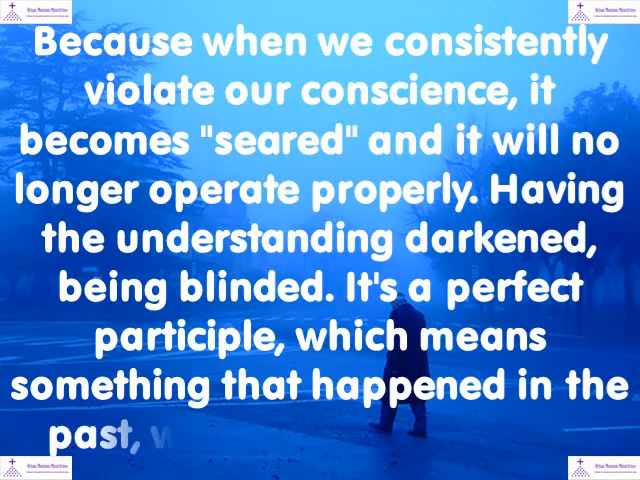 Because when we consistently
violate our conscience, it
becomes "seared" and it will no
longer operate properly. Having
the understanding darkened,
being blinded. It's a perfect
participle, which means
something that happened in the
past, w